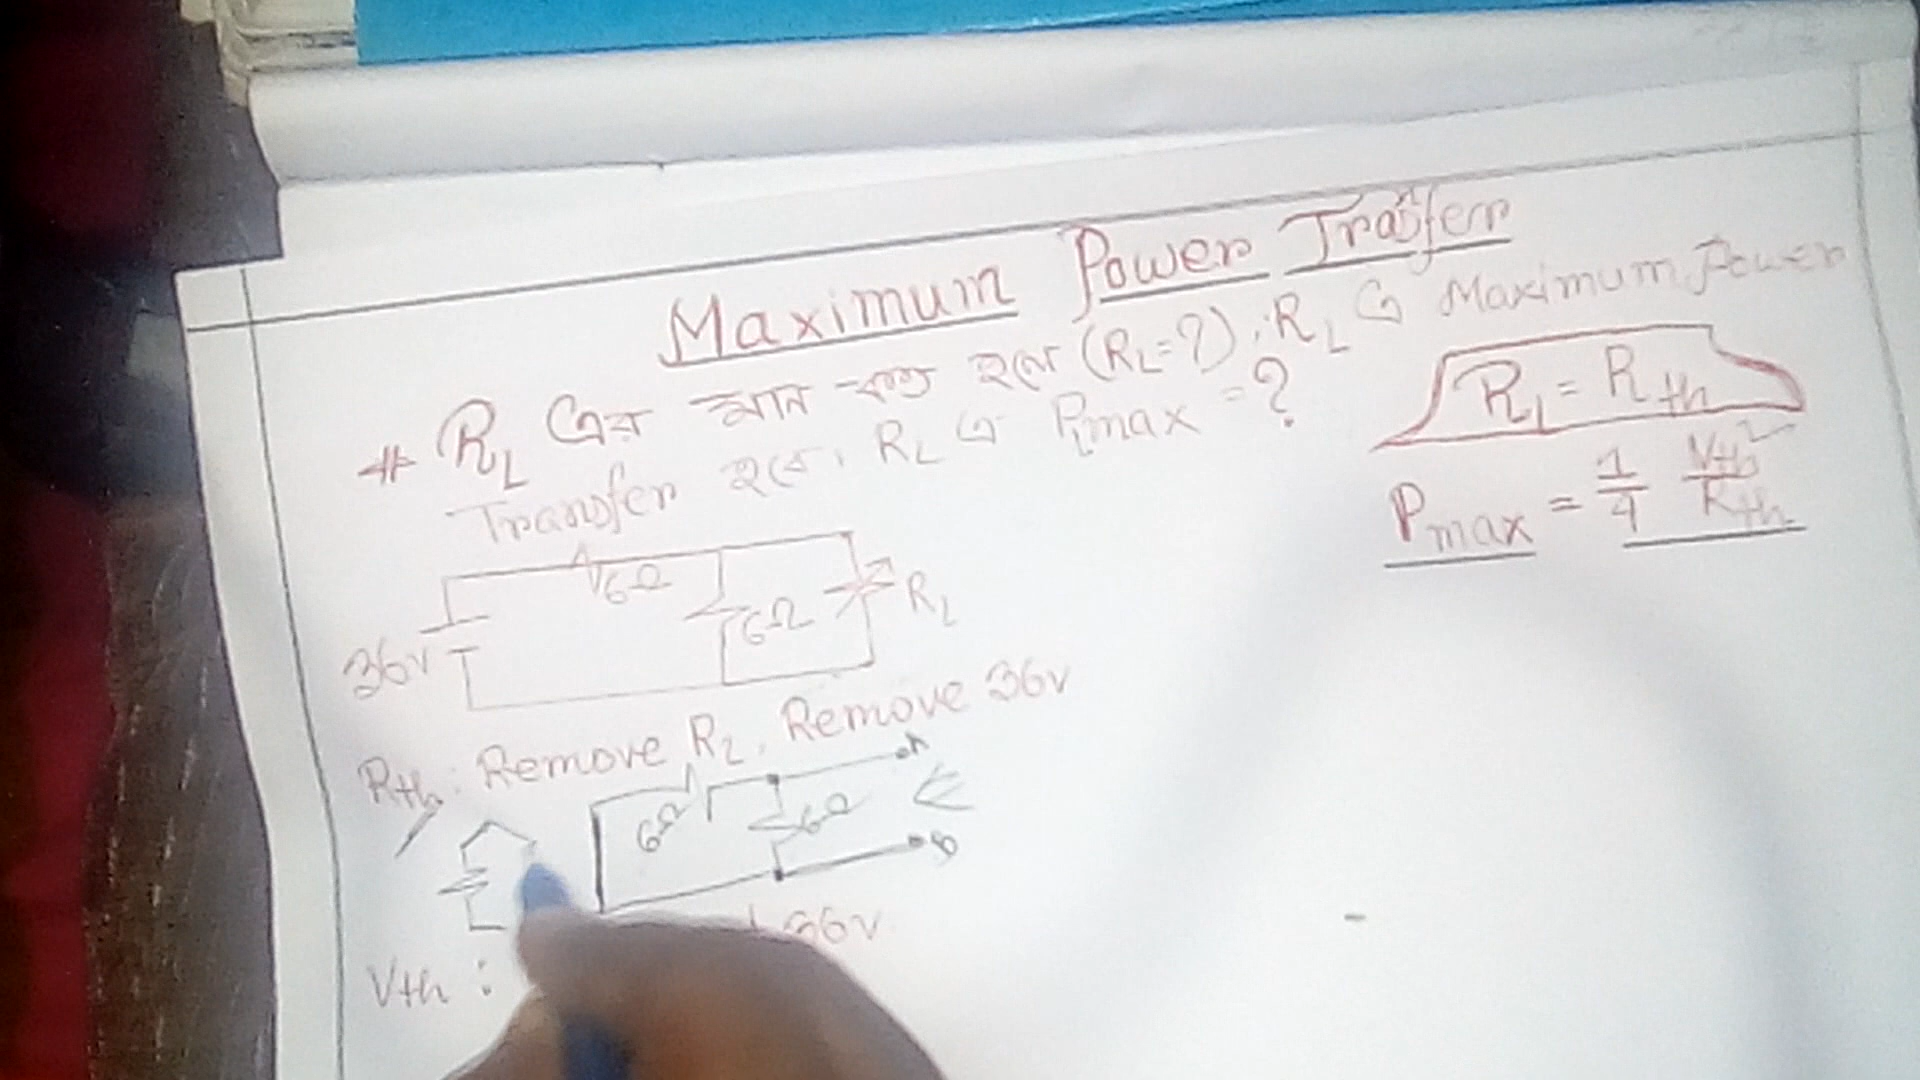 Maximum Power Transfer
# RL এর মান কত হলে (RL=?), RL এ Maximum Power
Transfer হবে। RL এ Pmax = ?
RL = Rth
Pmax = 1/4 Vth²/Rth
6Ω
6Ω
RL
36v
Rth : Remove RL, Remove 36v
A
6Ω
6Ω
B
36v
Vth :